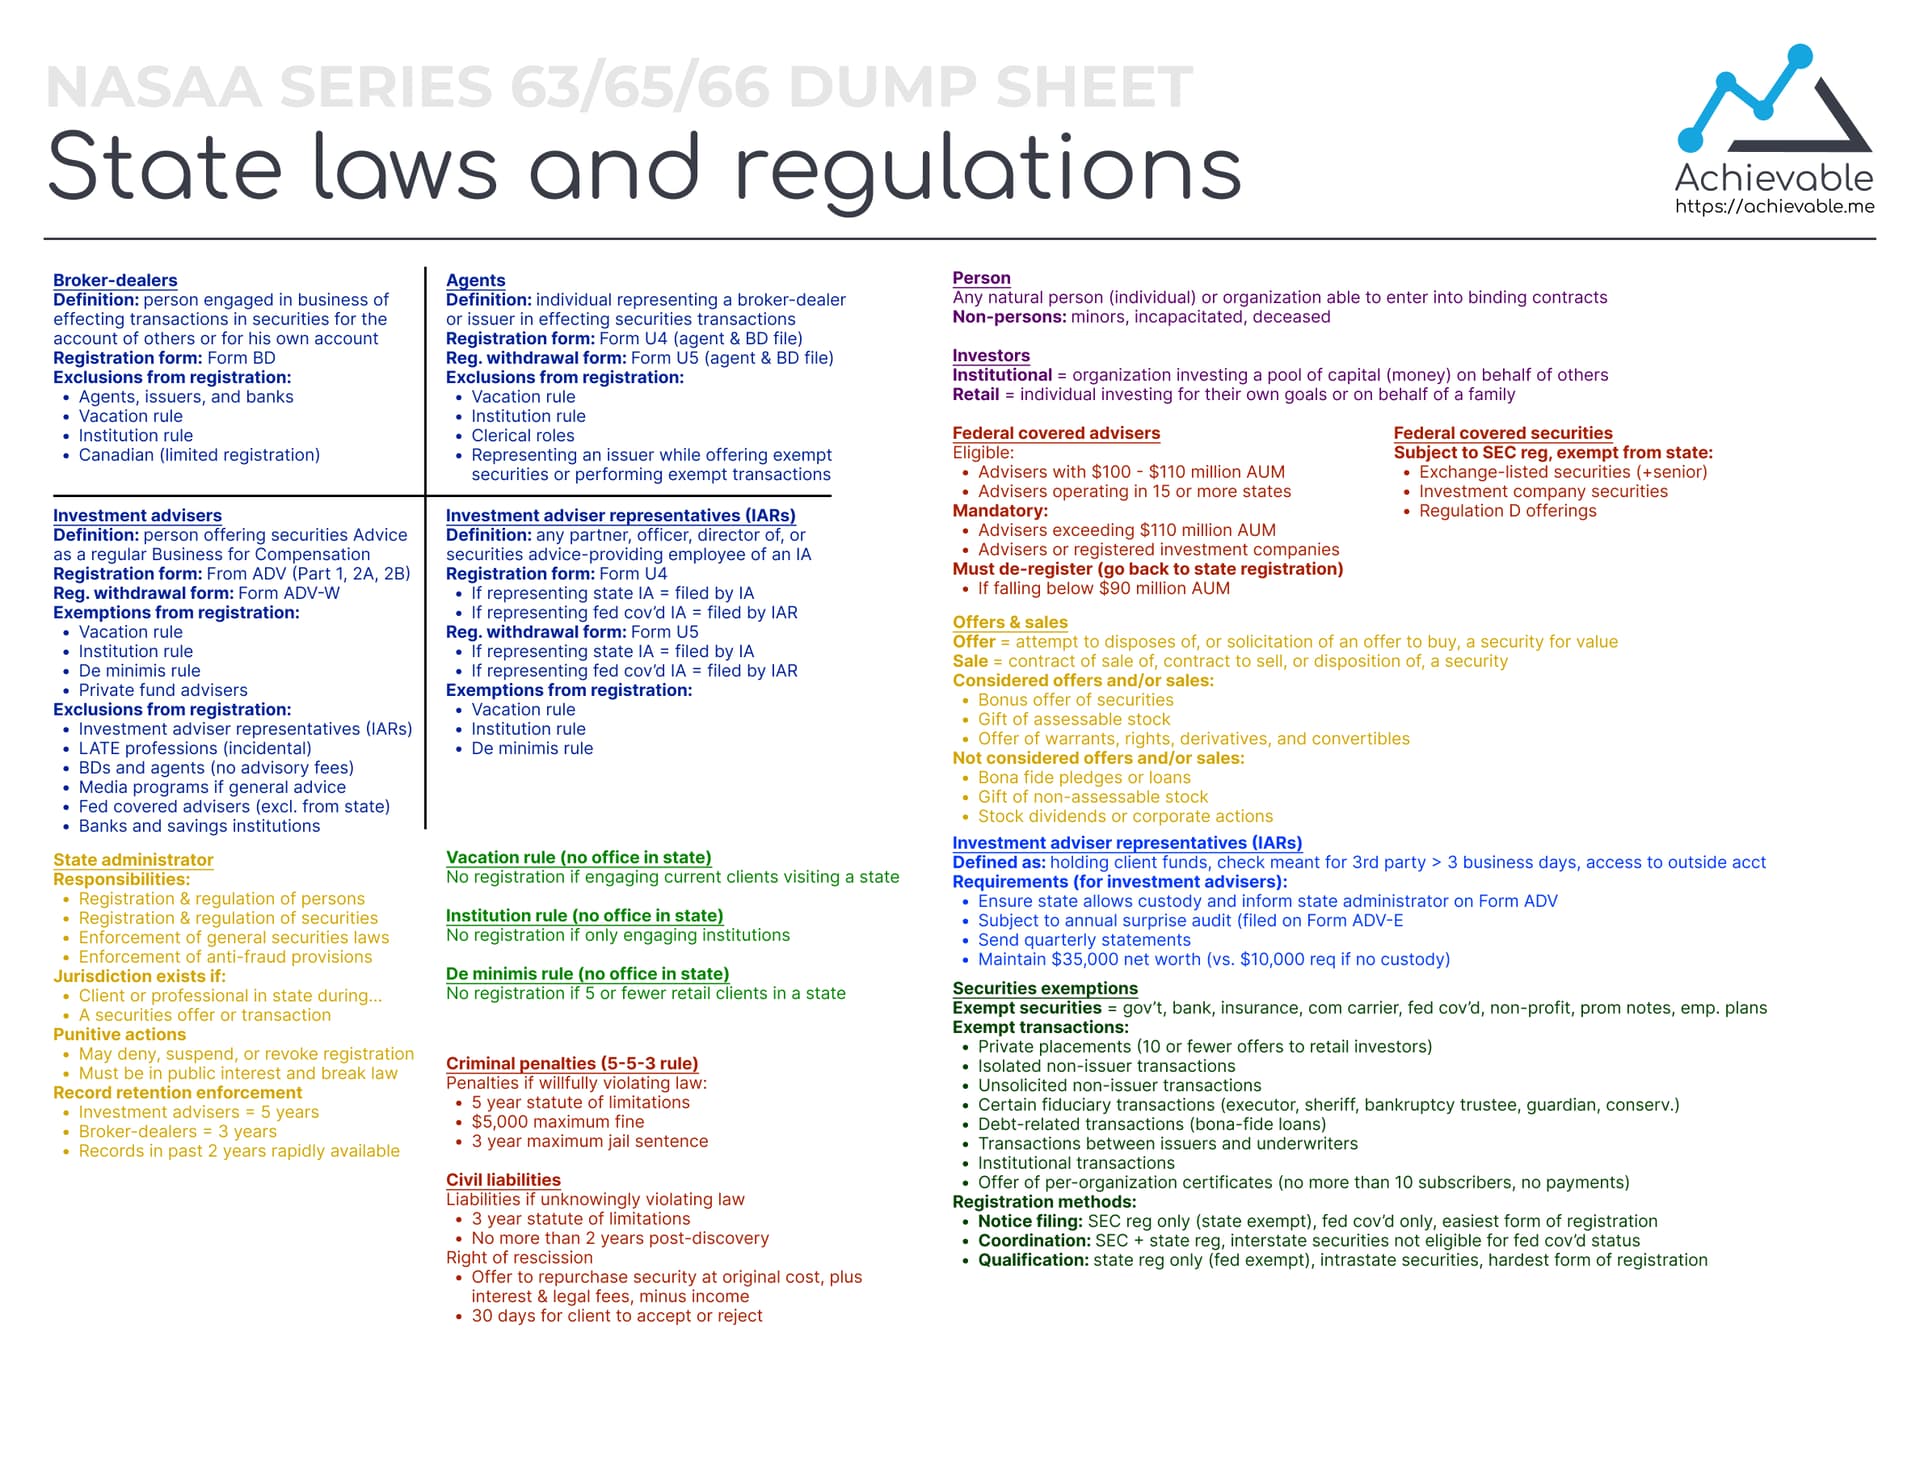 NASAA SERIES 63/65/66 DUMP SHEET
State laws and regulations
Achievable
https://achievable.me
Broker-dealers
Definition: person engaged in business of
effecting transactions in securities for the
account of others or for his own account
Registration form: Form BD
Exclusions from registration:
• Agents, issuers, and banks
• Vacation rule
• Institution rule
• Canadian (limited registration)
Agents
Definition: individual representing a broker-dealer
or issuer in effecting securities transactions
Registration form: Form U4 (agent & BD file)
Reg. withdrawal form: Form U5 (agent & BD file)
Exclusions from registration:
• Vacation rule
• Institution rule
• Clerical roles
• Representing an issuer while offering exempt
securities or performing exempt transactions
Investment advisers
Definition: person offering securities Advice
as a regular Business for Compensation
Registration form: From ADV (Part 1, 2A, 2B)
Reg. withdrawal form: Form ADV-W
Exemptions from registration:
• Vacation rule
• Institution rule
• De minimis rule
• Private fund advisers
Exclusions from registration:
• Investment adviser representatives (IARs)
• LATE professions (incidental)
• BDs and agents (no advisory fees)
• Media programs if general advice
• Fed covered advisers (excl. from state)
• Banks and savings institutions
Investment adviser representatives (IARs)
Definition: any partner, officer, director of, or
securities advice-providing employee of an IA
Registration form: Form U4
• If representing state IA = filed by IA
• If representing fed cov'd IA = filed by IAR
Reg. withdrawal form: Form U5
• If representing state IA = filed by IA
• If representing fed cov'd IA = filed by IAR
Exemptions from registration:
• Vacation rule
• Institution rule
• De minimis rule
State administrator
Responsibilities:
• Registration & regulation of persons
• Registration & regulation of securities
• Enforcement of general securities laws
• Enforcement of anti-fraud provisions
Jurisdiction exists if:
• Client or professional in state during...
• A securities offer or transaction
Punitive actions
• May deny, suspend, or revoke registration
• Must be in public interest and break law
Record retention enforcement
• Investment advisers = 5 years
• Broker-dealers = 3 years
• Records in past 2 years rapidly available
Vacation rule (no office in state)
No registration if engaging current clients visiting a state
Institution rule (no office in state)
No registration if only engaging institutions
De minimis rule (no office in state)
No registration if 5 or fewer retail clients in a state
Criminal penalties (5-5-3 rule)
Penalties if willfully violating law:
• 5 year statute of limitations
• $5,000 maximum fine
• 3 year maximum jail sentence
Civil liabilities
Liabilities if unknowingly violating law
• 3 year statute of limitations
• No more than 2 years post-discovery
Right of rescission
• Offer to repurchase security at original cost, plus
interest & legal fees, minus income
• 30 days for client to accept or reject
Person
Any natural person (individual) or organization able to enter into binding contracts
Non-persons: minors, incapacitated, deceased
Investors
Institutional = organization investing a pool of capital (money) on behalf of others
Retail = individual investing for their own goals or on behalf of a family
Federal covered advisers
Eligible:
• Advisers with $100 - $110 million AUM
• Advisers operating in 15 or more states
Mandatory:
• Advisers exceeding $110 million AUM
• Advisers or registered investment companies
Must de-register (go back to state registration)
• If falling below $90 million AUM
Federal covered securities
Subject to SEC reg, exempt from state:
• Exchange-listed securities (+senior)
• Investment company securities
• Regulation D offerings
Offers & sales
Offer = attempt to disposes of, or solicitation of an offer to buy, a security for value
Sale = contract of sale of, contract to sell, or disposition of, a security
Considered offers and/or sales:
• Bonus offer of securities
• Gift of assessable stock
• Offer of warrants, rights, derivatives, and convertibles
Not considered offers and/or sales:
• Bona fide pledges or loans
• Gift of non-assessable stock
• Stock dividends or corporate actions
Investment adviser representatives (IARs)
Defined as: holding client funds, check meant for 3rd party > 3 business days, access to outside acct
Requirements (for investment advisers):
• Ensure state allows custody and inform state administrator on Form ADV
• Subject to annual surprise audit (filed on Form ADV-E
• Send quarterly statements
• Maintain $35,000 net worth (vs. $10,000 req if no custody)
Securities exemptions
Exempt securities = gov't, bank, insurance, com carrier, fed cov'd, non-profit, prom notes, emp. plans
Exempt transactions:
• Private placements (10 or fewer offers to retail investors)
• Isolated non-issuer transactions
• Unsolicited non-issuer transactions
• Certain fiduciary transactions (executor, sheriff, bankruptcy trustee, guardian, conserv.)
• Debt-related transactions (bona-fide loans)
• Transactions between issuers and underwriters
• Institutional transactions
• Offer of per-organization certificates (no more than 10 subscribers, no payments)
Registration methods:
• Notice filing: SEC reg only (state exempt), fed cov'd only, easiest form of registration
• Coordination: SEC + state reg, interstate securities not eligible for fed cov'd status
• Qualification: state reg only (fed exempt), intrastate securities, hardest form of registration